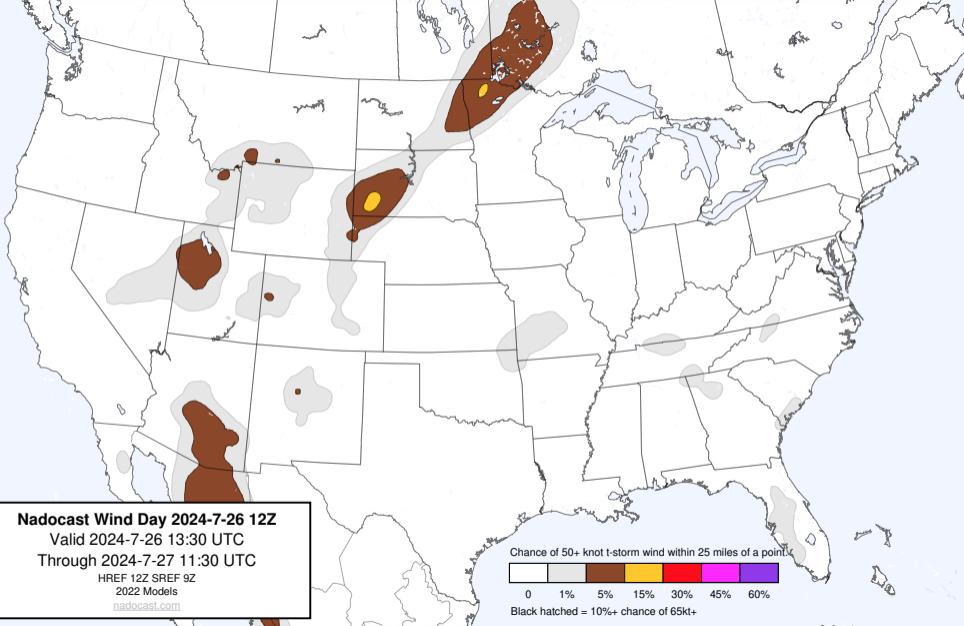 Nadocast Wind Day 2024-7-26 12Z
Valid 2024-7-26 13:30 UTC
Through 2024-7-27 11:30 UTC
HREF 12Z SREF 9Z
2022 Models
nadocast.com
Chance of 50+ knot t-storm wind within 25 miles of a point.
0 1% 5% 15% 30% 45% 60%
Black hatched = 10%+ chance of 65kt+